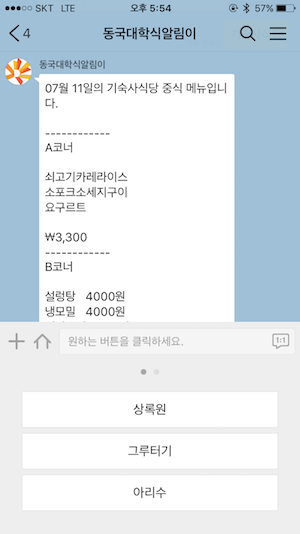 SKT LTE 오후 5:54 57%
4 동국대학식알림이
동국대학식알림이
07월 11일의 기숙사식당 중식 메뉴입니
다.
------------
A코너
쇠고기카레라이스
소포크소세지구이
요구르트
₩3,300
------------
B코너
설렁탕 4000원
냉모밀 4000원
원하는 버튼을 클릭하세요. 1:1
상록원
그루터기
아리수